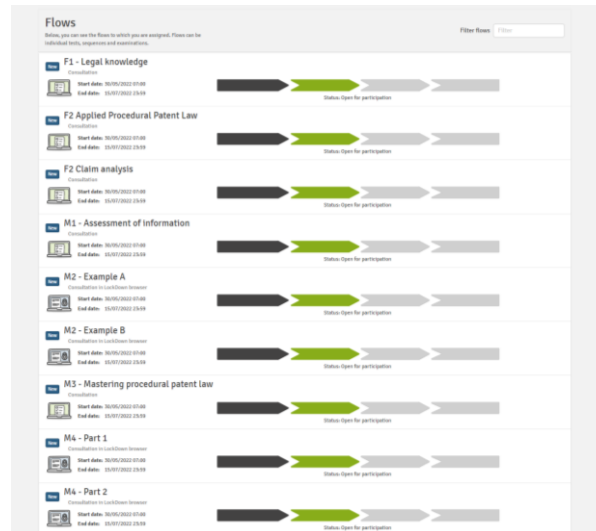 Flows
Below, you can see the flows to which you are assigned. Flows can be
individual tests, sequences and examinations.
Filter flows
Filter
New
F1 - Legal knowledge
Consultation
Start date: 30/05/2022 07:00
End date: 15/07/2022 23:59
Status: Open for participation
New
F2 Applied Procedural Patent Law
Consultation
Start date: 30/05/2022 07:00
End date: 15/07/2022 23:59
Status: Open for participation
New
F2 Claim analysis
Consultation
Start date: 30/05/2022 07:00
End date: 15/07/2022 23:59
Status: Open for participation
New
M1 - Assessment of information
Consultation
Start date: 30/05/2022 07:00
End date: 15/07/2022 23:59
Status: Open for participation
New
M2 - Example A
Consultation in LockDown browser
Start date: 30/05/2022 07:00
End date: 15/07/2022 23:59
Status: Open for participation
New
M2 - Example B
Consultation in LockDown browser
Start date: 30/05/2022 07:00
End date: 15/07/2022 23:59
Status: Open for participation
New
M3 - Mastering procedural patent law
Consultation
Start date: 30/05/2022 07:00
End date: 15/07/2022 23:59
Status: Open for participation
New
M4 - Part 1
Consultation in LockDown browser
Start date: 30/05/2022 07:00
End date: 15/07/2022 23:59
Status: Open for participation
New
M4 - Part 2
Consultation in LockDown browser
Start date: 30/05/2022 07:00
End date: 15/07/2022 23:59
Status: Open for participation